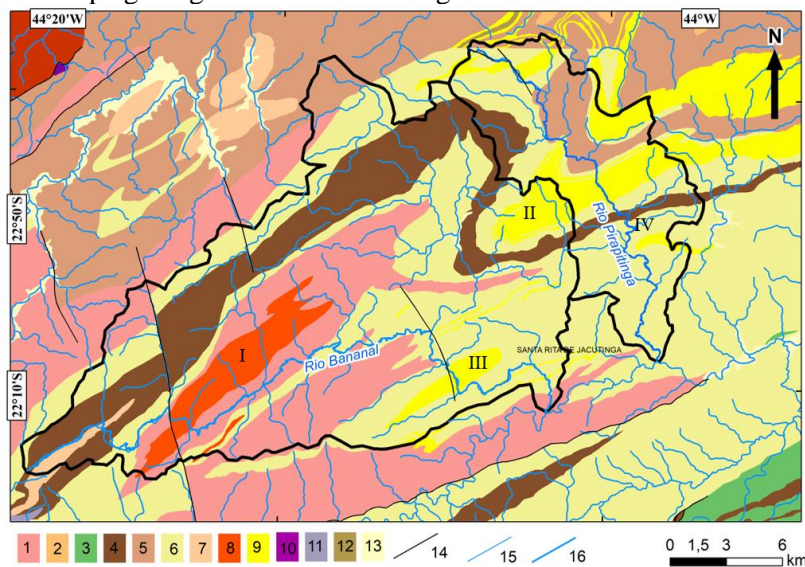 44°20'W
44°W
N
22°50'S
II
IV
Rio Pirapitinga
I
Rio Bananal
III
SANTA RITA DE JACUTINGA
22°10'S
1 2 3 4 5 6 7 8 9 10 11 12 13 14 15 16
0 1,5 3 6
km